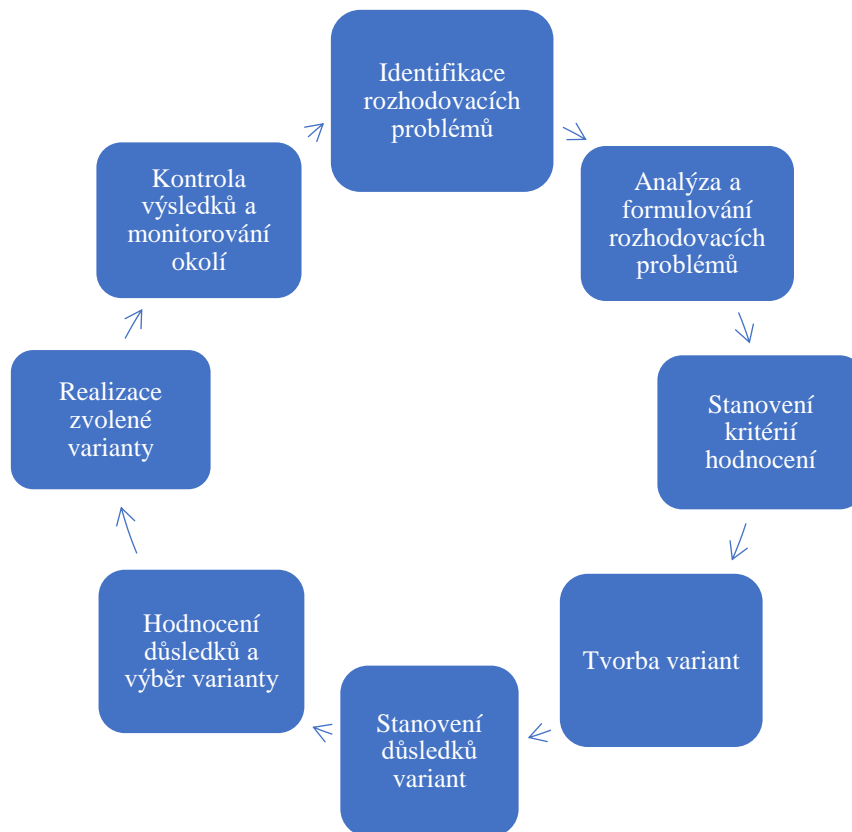 Identifikace
rozhodovacích
problémů
Analýza a
formulování
rozhodovacích
problémů
Stanovení
kritérií
hodnocení
Tvorba variant
Stanovení
důsledků
variant
Hodnocení
důsledků a
výběr varianty
Realizace
zvolené
varianty
Kontrola
výsledků a
monitorování
okolí